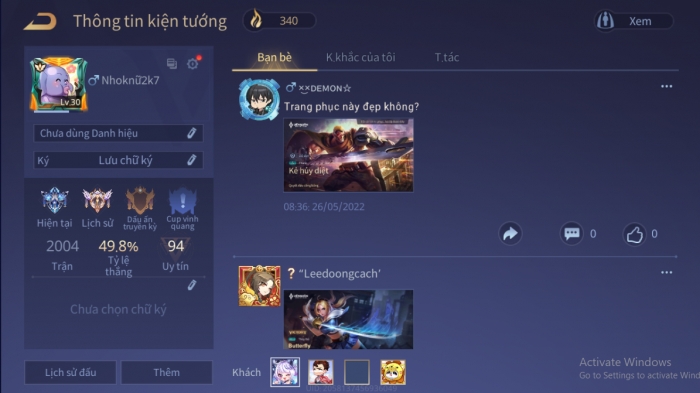 Thông tin kiện tướng
340
Xem
Bạn bè
K.khắc của tôi
T.tác
Nhoknữ2k7
Lv.30
Chưa dùng Danh hiệu
Ký
Lưu chữ ký
Hiện tại
Lịch sử
Dấu ấn truyền kỳ
Cup vinh quang
2004
49.8%
94
Trận
Tỷ lệ thắng
Uy tín
Chưa chọn chữ ký
Lịch sử đấu
Thêm
××DEMON☆
Trang phục này đẹp không?
Kẻ hủy diệt
08:36: 26/05/2022
0
0
? “Leedoongcach’
Butterfly
Khách
Activate Windows
Go to Settings to activate Wind